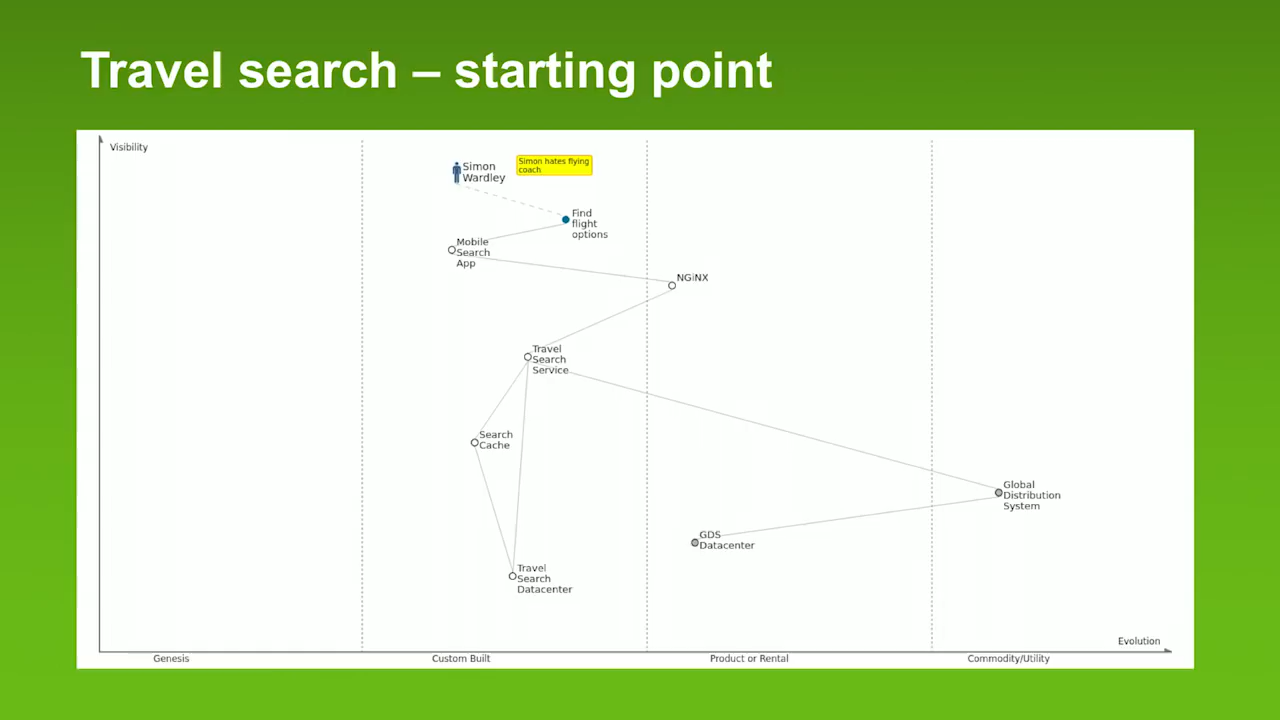 Travel search – starting point
Visibility
Simon
Wardley
Simon hates flying
coach
Find
flight
options
Mobile
Search
App
NGiNX
Travel
Search
Service
Search
Cache
Global
Distribution
System
GDS
Datacenter
Travel
Search
Datacenter
Evolution
Genesis
Custom Built
Product or Rental
Commodity/Utility